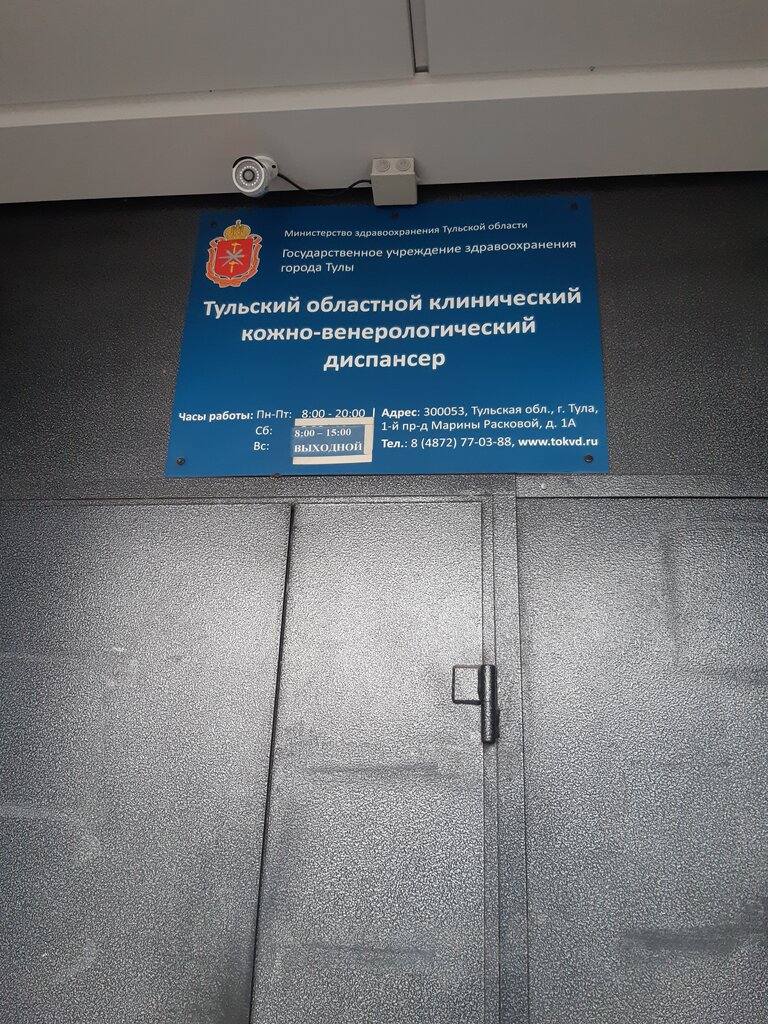 Министерство здравоохранения Тульской области
Государственное учреждение здравоохранения
города Тулы
Тульский областной клинический
кожно-венерологический
диспансер
Часы работы: Пн-Пт: 8:00 - 20:00
Сб: 8:00 – 15:00
Вс: ВЫХОДНОЙ
Адрес: 300053, Тульская обл., г. Тула,
1-й пр-д Марины Расковой, д. 1А
Тел.: 8 (4872) 77-03-88, www.tokvd.ru